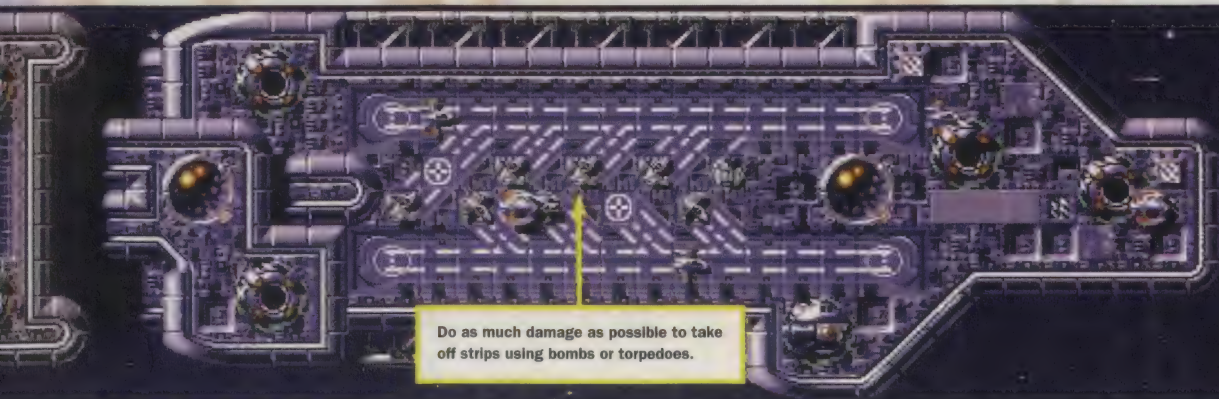 Do as much damage as possible to take
off strips using bombs or torpedoes.